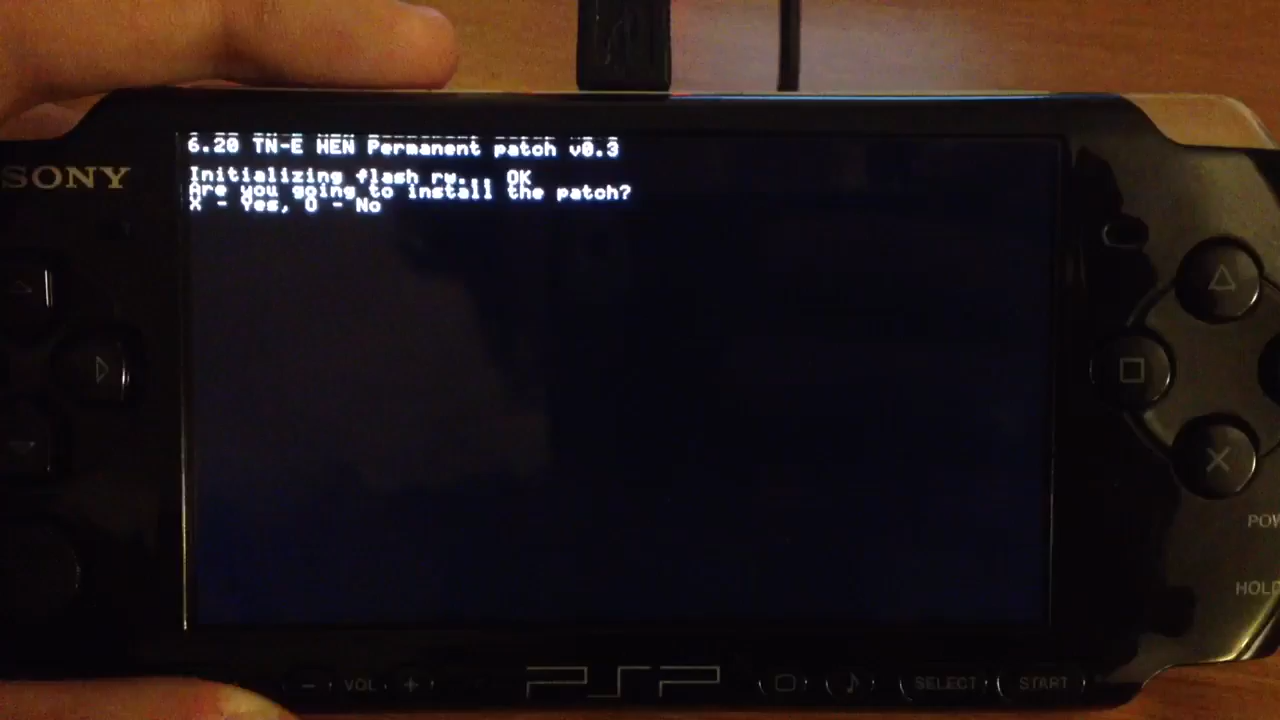 6.20 TN-E HEN Permanent patch v0.3
Initializing flash rw.. OK
Are you going to install the patch?
X - Yes, O - No
SONY
HOLD
VOL
PSP
SELECT
START